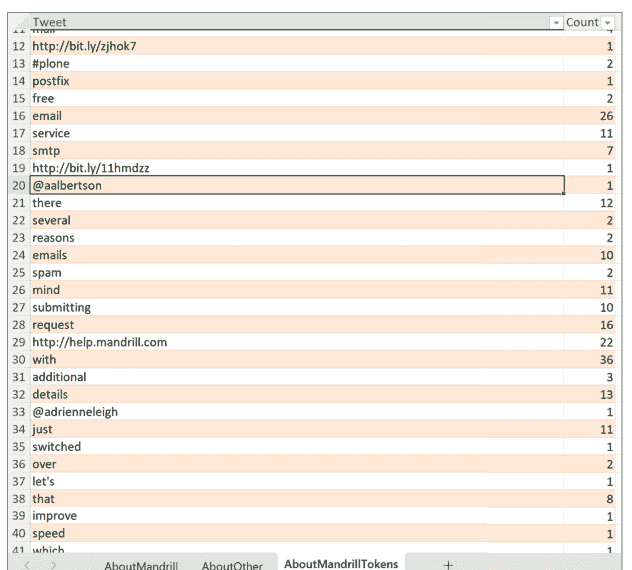 Tweet Count
11 mail 4
12 http://bit.ly/zjhok7 1
13 #plone 2
14 postfix 1
15 free 2
16 email 26
17 service 11
18 smtp 7
19 http://bit.ly/11hmdzz 1
20 @aalbertson 1
21 there 12
22 several 2
23 reasons 2
24 emails 10
25 spam 2
26 mind 11
27 submitting 10
28 request 16
29 http://help.mandrill.com 22
30 with 36
31 additional 3
32 details 13
33 @adrienneleigh 1
34 just 11
35 switched 1
36 over 2
37 let's 1
38 that 8
39 improve 1
40 speed 1
41 which 1
AboutMandrill AboutOther AboutMandrillTokens +